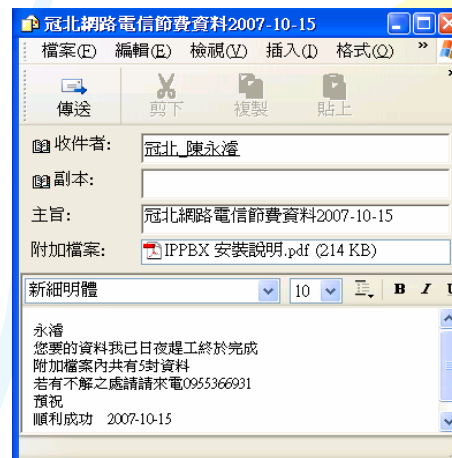 冠北網路電信節費資料2007-10-15
檔案(F) 編輯(E) 檢視(V) 插入(I) 格式(O) »
傳送 剪下 複製 貼上
收件者: 冠北_陳永濬
副本:
主旨: 冠北網路電信節費資料2007-10-15
附加檔案: IPPBX 安裝說明.pdf (214 KB)
新細明體 10 B I U
永濬
您要的資料我已日夜趕工終於完成
附加檔案內共有5封資料
若有不解之處請請來電0955366931
預祝
順利成功 2007-10-15